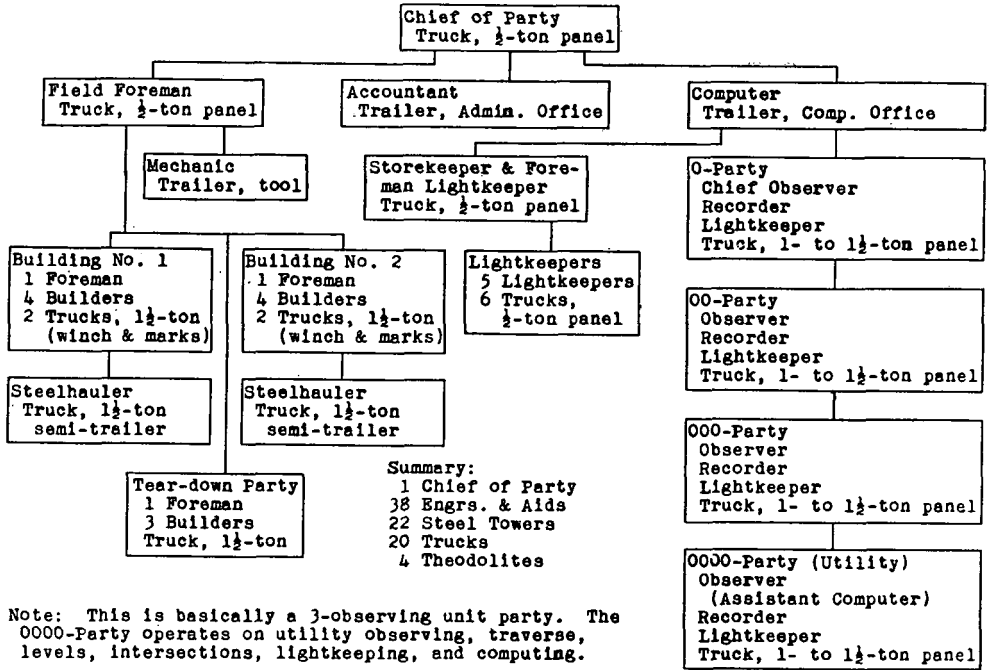 Chief of Party
Truck, ½-ton panel
Field Foreman
Truck, ½-ton panel
Accountant
Trailer, Admin. Office
Computer
Trailer, Comp. Office
Mechanic
Trailer, tool
Storekeeper & Fore-
man Lightkeeper
Truck, ½-ton panel
O-Party
Chief Observer
Recorder
Lightkeeper
Truck, 1- to 1½-ton panel
Building No. 1
1 Foreman
4 Builders
2 Trucks, 1½-ton
(winch & marks)
Building No. 2
1 Foreman
4 Builders
2 Trucks, 1½-ton
(winch & marks)
Lightkeepers
5 Lightkeepers
6 Trucks,
½-ton panel
OO-Party
Observer
Recorder
Lightkeeper
Truck, 1- to 1½-ton panel
Steelhauler
Truck, 1½-ton
semi-trailer
Steelhauler
Truck, 1½-ton
semi-trailer
OOO-Party
Observer
Recorder
Lightkeeper
Truck, 1- to 1½-ton panel
Tear-down Party
1 Foreman
3 Builders
Truck, 1½-ton
Summary:
1 Chief of Party
38 Engrs. & Aids
22 Steel Towers
20 Trucks
4 Theodolites
OOOO-Party (Utility)
Observer
(Assistant Computer)
Recorder
Lightkeeper
Truck, 1- to 1½-ton panel
Note: This is basically a 3-observing unit party. The
OOOO-Party operates on utility observing, traverse,
levels, intersections, lightkeeping, and computing.